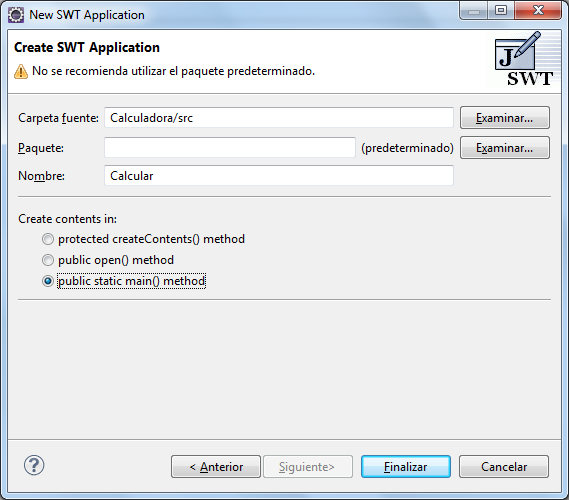 New SWT Application
Create SWT Application
No se recomienda utilizar el paquete predeterminado.
J
SWT
Carpeta fuente: Calculadora/src Examinar...
Paquete: (predeterminado) Examinar...
Nombre: Calcular
Create contents in:
protected createContents() method
public open() method
public static main() method
? < Anterior Siguiente> Finalizar Cancelar